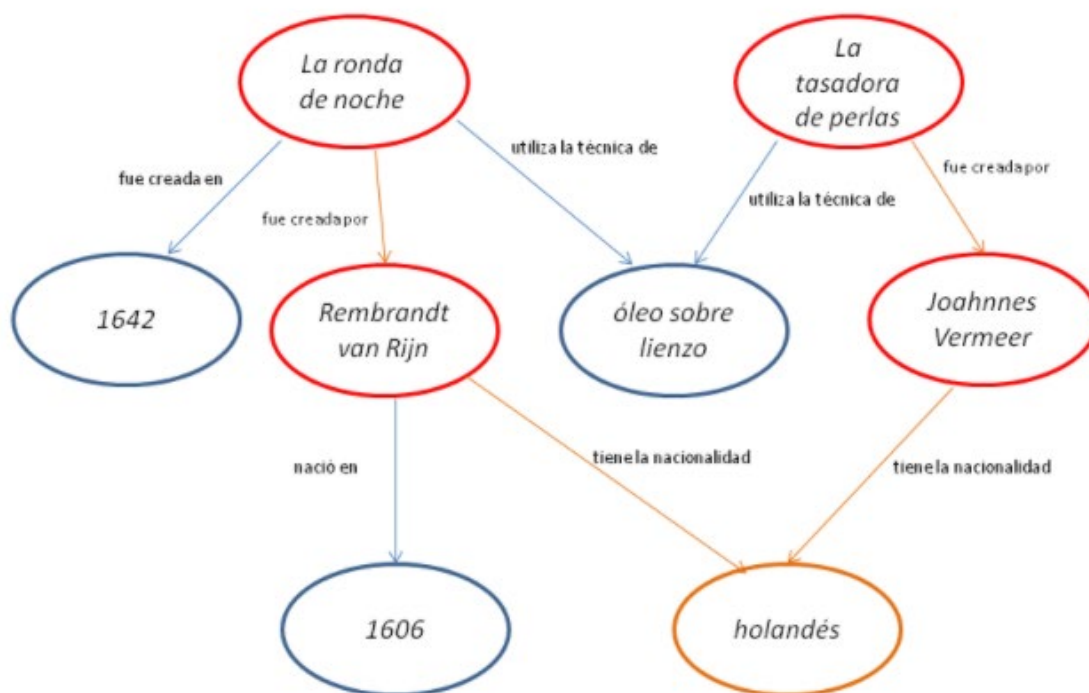 La ronda
de noche
La
tasadora
de perlas
utiliza la técnica de
fue creada en
fue creada por
utiliza la técnica de
fue creada por
1642
Rembrandt
van Rijn
óleo sobre
lienzo
Joahnnes
Vermeer
nació en
tiene la nacionalidad
tiene la nacionalidad
1606
holandés